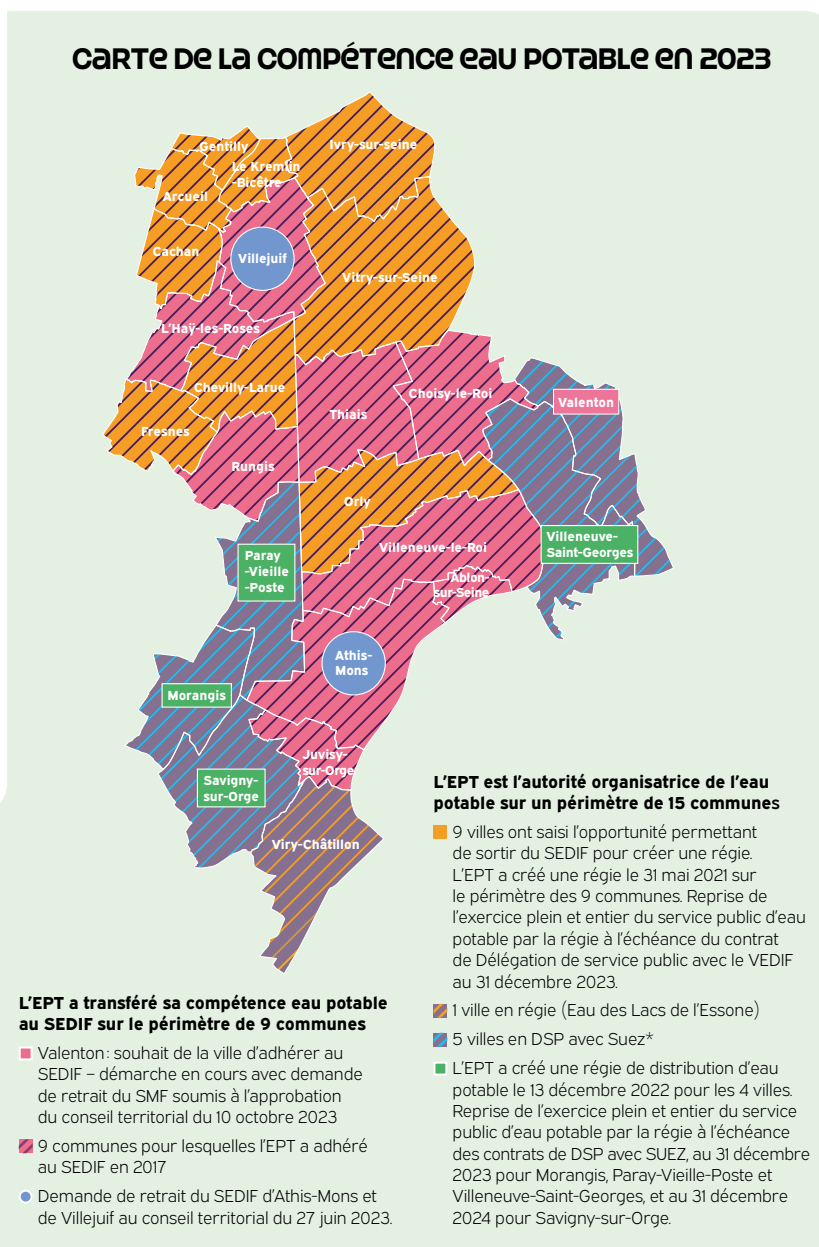 CARTE DE LA COMPÉTENCE EAU POTABLE EN 2023
Gentilly
Ivry-sur-seine
Le Kremlin
-Bicêtre
Arcueil
Cachan
Villejuif
Vitry-sur-Seine
L'Haÿ-les-Roses
Chevilly-Larue
Choisy-le-Roi
Valenton
Thiais
Fresnes
Rungis
Orly
Villeneuve-le-Roi
Villeneuve-
Saint-Georges
Paray
-Vieille
-Poste
Ablon-
sur-Seine
Athis-
Mons
Morangis
Juvisy-
sur-Orge
Savigny-
sur-Orge
Viry-Châtillon
L'EPT est l'autorité organisatrice de l'eau
potable sur un périmètre de 15 communes
9 villes ont saisi l'opportunité permettant
de sortir du SEDIF pour créer une régie.
L'EPT a créé une régie le 31 mai 2021 sur
le périmètre des 9 communes. Reprise de
l'exercice plein et entier du service public d'eau
potable par la régie à l'échéance du contrat
de Délégation de service public avec le VEDIF
au 31 décembre 2023.
1 ville en régie (Eau des Lacs de l'Essone)
5 villes en DSP avec Suez*
L'EPT a créé une régie de distribution d'eau
potable le 13 décembre 2022 pour les 4 villes.
Reprise de l'exercice plein et entier du service
public d'eau potable par la régie à l'échéance
des contrats de DSP avec SUEZ, au 31 décembre
2023 pour Morangis, Paray-Vieille-Poste et
Villeneuve-Saint-Georges, et au 31 décembre
2024 pour Savigny-sur-Orge.
L'EPT a transféré sa compétence eau potable
au SEDIF sur le périmètre de 9 communes
Valenton : souhait de la ville d'adhérer au
SEDIF – démarche en cours avec demande
de retrait du SMF soumis à l'approbation
du conseil territorial du 10 octobre 2023
9 communes pour lesquelles l'EPT a adhéré
au SEDIF en 2017
Demande de retrait du SEDIF d'Athis-Mons et
de Villejuif au conseil territorial du 27 juin 2023.